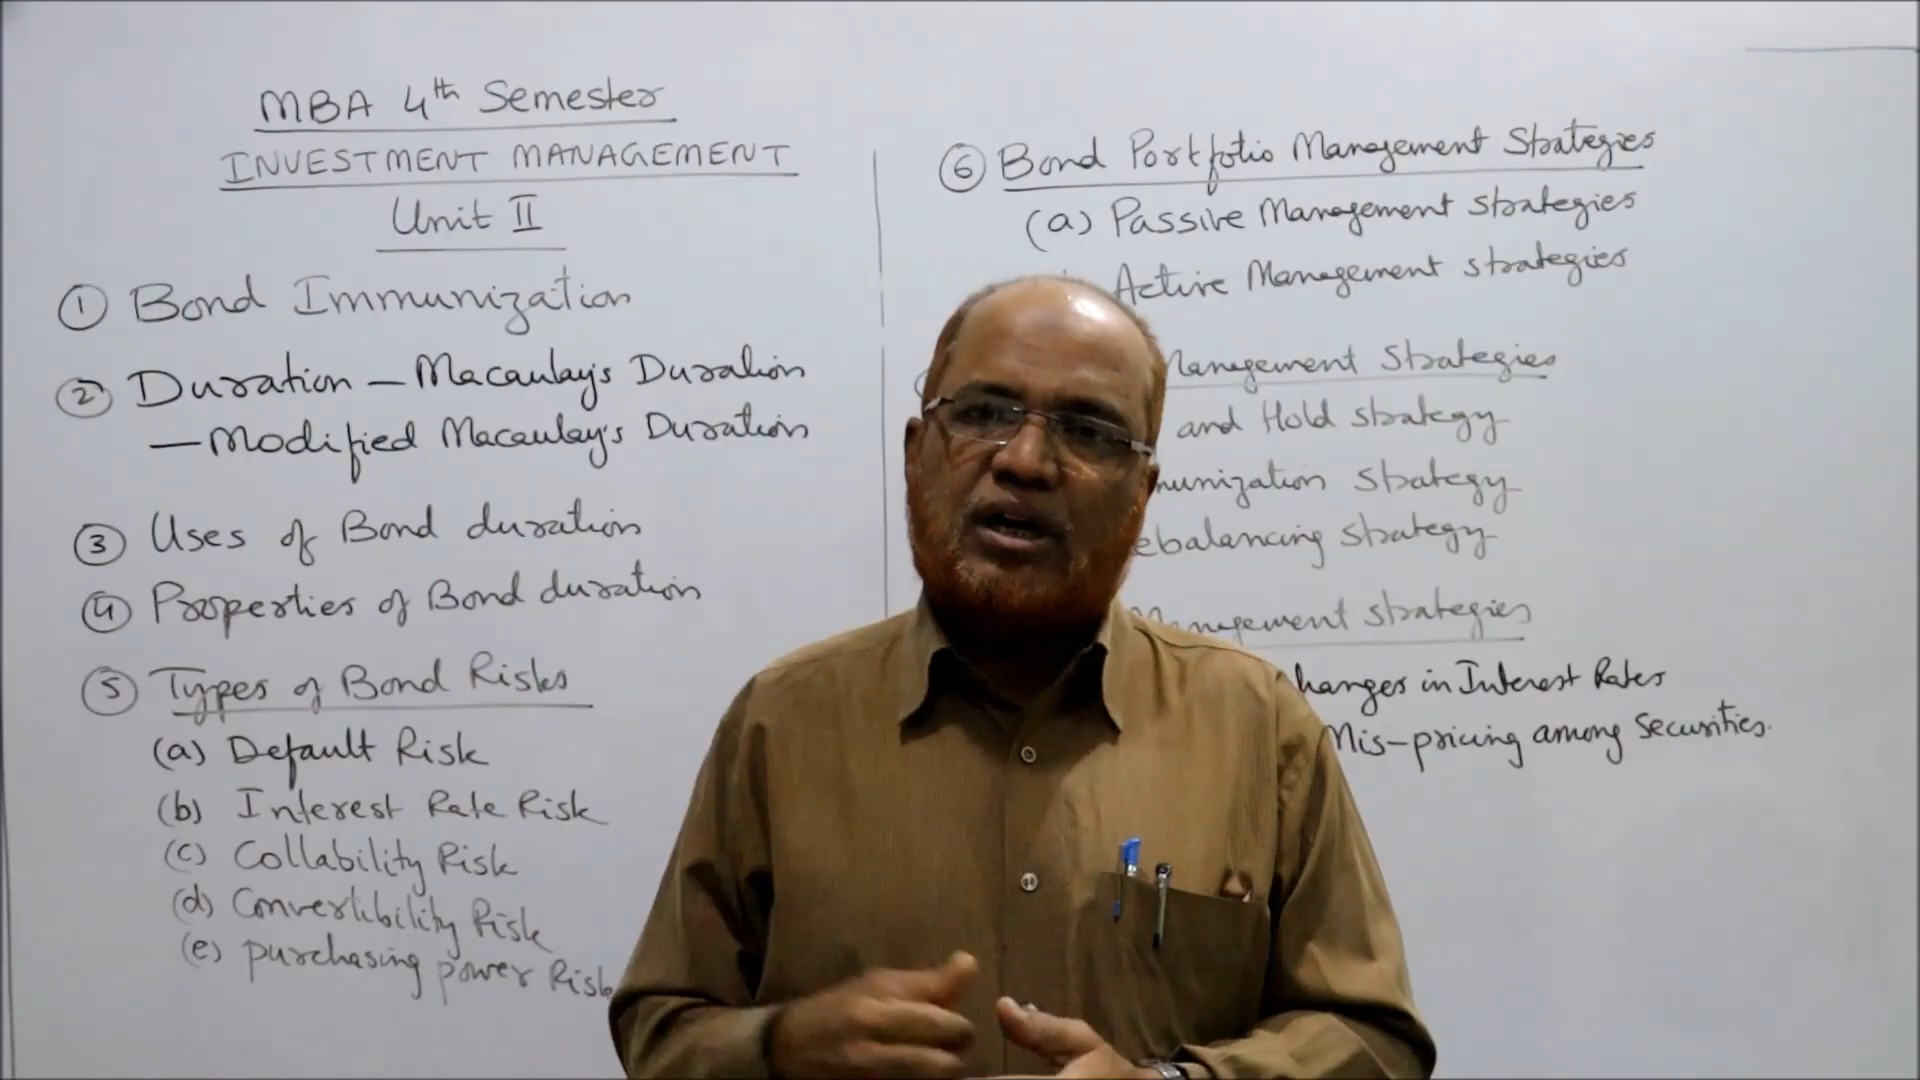 MBA 4th Semester
INVESTMENT MANAGEMENT
Unit II
① Bond Immunization
② Duration – Macaulay's Duration
– Modified Macaulay's Duration
③ Uses of Bond duration
④ Properties of Bond duration
⑤ Types of Bond Risks
(a) Default Risk
(b) Interest Rate Risk
(c) Collability Risk
(d) Convertibility Risk
(e) purchasing power Risk
⑥ Bond Portfolio Management Strategies
(a) Passive Management strategies
Active Management strategies
Management Strategies
and Hold strategy
munization strategy
ebalancing strategy
Management strategies
hanges in Interest Rates
Mis-pricing among securities.